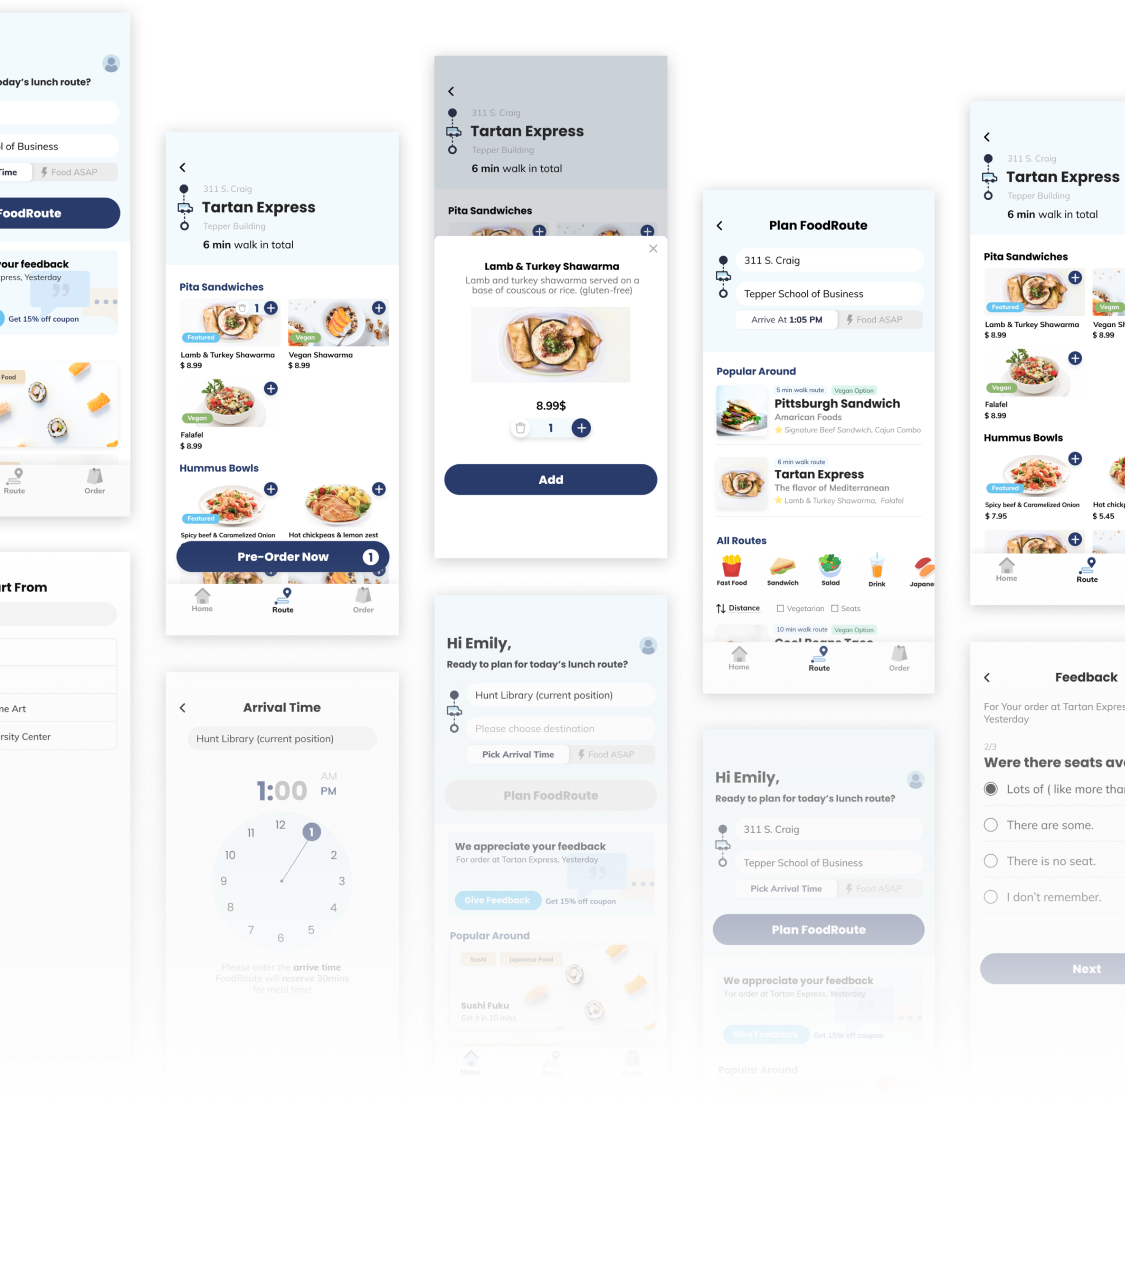 oday's lunch route?
l of Business
Time
Food ASAP
FoodRoute
our feedback
press, Yesterday
Get 15% off coupon
Food
Route
Order
rt From
ne Art
rsity Center
311 S. Craig
Tartan Express
Tepper Building
6 min walk in total
Pita Sandwiches
1
Featured
Vegan
Lamb & Turkey Shawarma
Vegan Shawarma
$ 8.99
$ 8.99
Vegan
Falafel
$ 8.99
Hummus Bowls
Featured
Spicy beef & Caramelized Onion
Hot chickpeas & lemon zest
Pre-Order Now
1
Home
Route
Order
Arrival Time
Hunt Library (current position)
1:00
AM
PM
12
11
1
10
2
9
3
8
4
7
5
6
Please enter the arrive time.
FoodRoute will reserve 30mins
for meal time!
311 S. Craig
Tartan Express
Tepper Building
6 min walk in total
Pita Sandwiches
Lamb & Turkey Shawarma
Lamb and turkey shawarma served on a
base of couscous or rice. (gluten-free)
8.99$
1
Add
Hi Emily,
Ready to plan for today's lunch route?
Hunt Library (current position)
Please choose destination
Pick Arrival Time
Food ASAP
Plan FoodRoute
We appreciate your feedback
For order at Tartan Express, Yesterday
Give Feedback
Get 15% off coupon
Popular Around
Sushi
Japanese Food
Sushi Fuku
Get it in 10 mins
Home
Plan FoodRoute
311 S. Craig
Tepper School of Business
Arrive At 1:05 PM
Food ASAP
Popular Around
5 min walk route
Vegan Option
Pittsburgh Sandwich
Amarican Foods
Signature Beef Sandwich, Cajun Combo
6 min walk route
Tartan Express
The flavor of Mediterranean
Lamb & Turkey Shawarma, Falafel
All Routes
Fast Food
Sandwich
Salad
Drink
Japane
Distance
Vegetarian
Seats
10 min walk route
Vegan Option
Home
Route
Order
Hi Emily,
Ready to plan for today's lunch route?
311 S. Craig
Tepper School of Business
Pick Arrival Time
Food ASAP
Plan FoodRoute
We appreciate your feedback
For order at Tartan Express, Yesterday
Give Feedback
Get 15% off coupon
Popular Around
311 S. Craig
Tartan Express
Tepper Building
6 min walk in total
Pita Sandwiches
Featured
Vegan
Lamb & Turkey Shawarma
Vegan Sh
$ 8.99
$ 8.99
Vegan
Falafel
$ 8.99
Hummus Bowls
Featured
Spicy beef & Caramelized Onion
Hot chickp
$ 7.95
$ 5.45
Home
Route
Feedback
For Your order at Tartan Expres
Yesterday
2/3
Were there seats av
Lots of ( like more tha
There are some.
There is no seat.
I don't remember.
Next